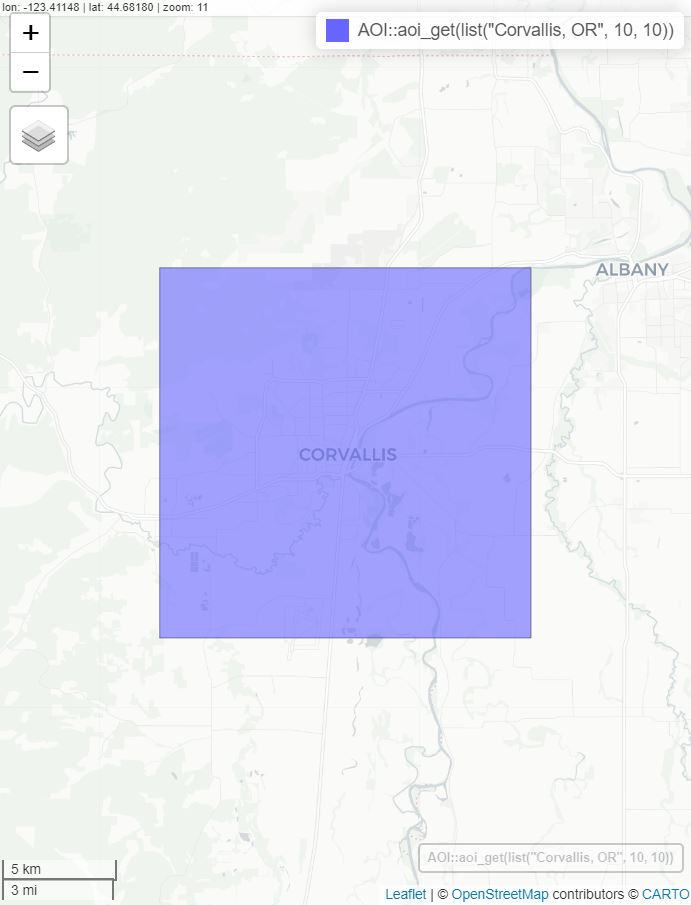 lon: -123.41148 | lat: 44.68180 | zoom: 11
+
−
AOI::aoi_get(list("Corvallis, OR", 10, 10))
ALBANY
CORVALLIS
AOI::aoi_get(list("Corvallis, OR", 10, 10))
5 km
3 mi
Leaflet | © OpenStreetMap contributors © CARTO